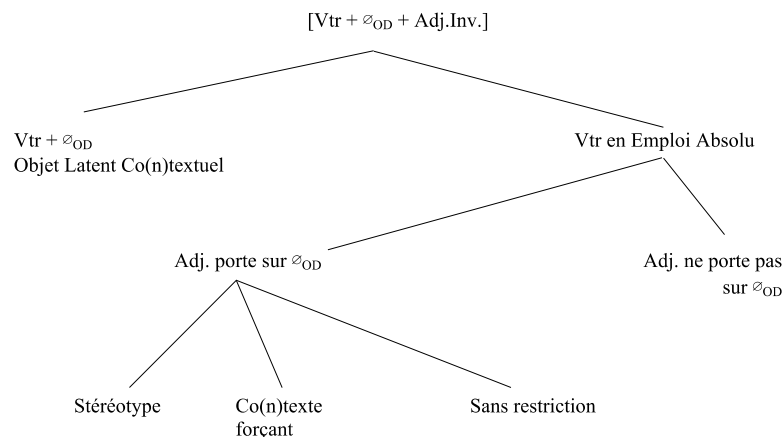 [Vtr + ∅OD + Adj.Inv.]
Vtr + ∅OD
Objet Latent Co(n)textuel
Vtr en Emploi Absolu
Adj. porte sur ∅OD
Adj. ne porte pas
sur ∅OD
Stéréotype
Co(n)texte
forçant
Sans restriction